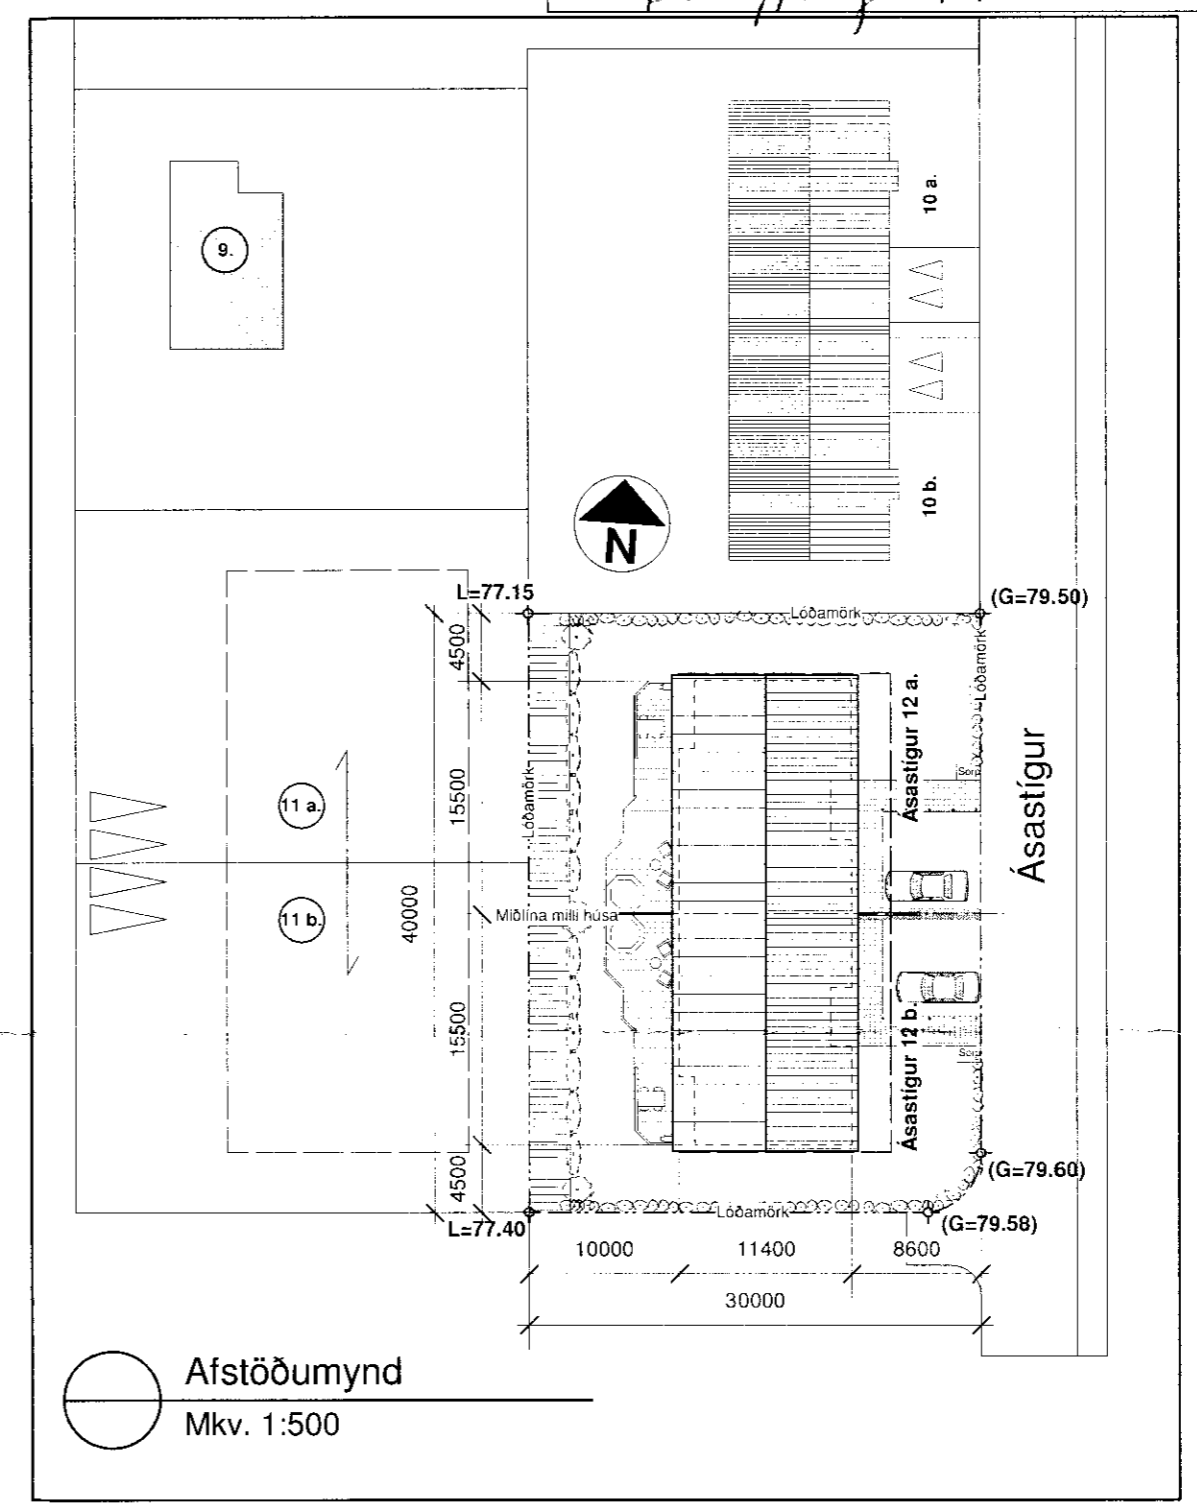 9.
10 a.
10 b.
N
L=77.15
(G=79.50)
Lóðamörk
Lóðamörk
4500
15500
40000
15500
4500
11 a.
11 b.
Lóðamörk
Miðlína milli húsa
Ásastígur 12 a.
Ásastígur 12 b.
Sorp
Sorp
Ásastígur
(G=79.60)
Lóðamörk
(G=79.58)
L=77.40
10000
11400
8600
30000
Afstöðumynd
Mkv. 1:500